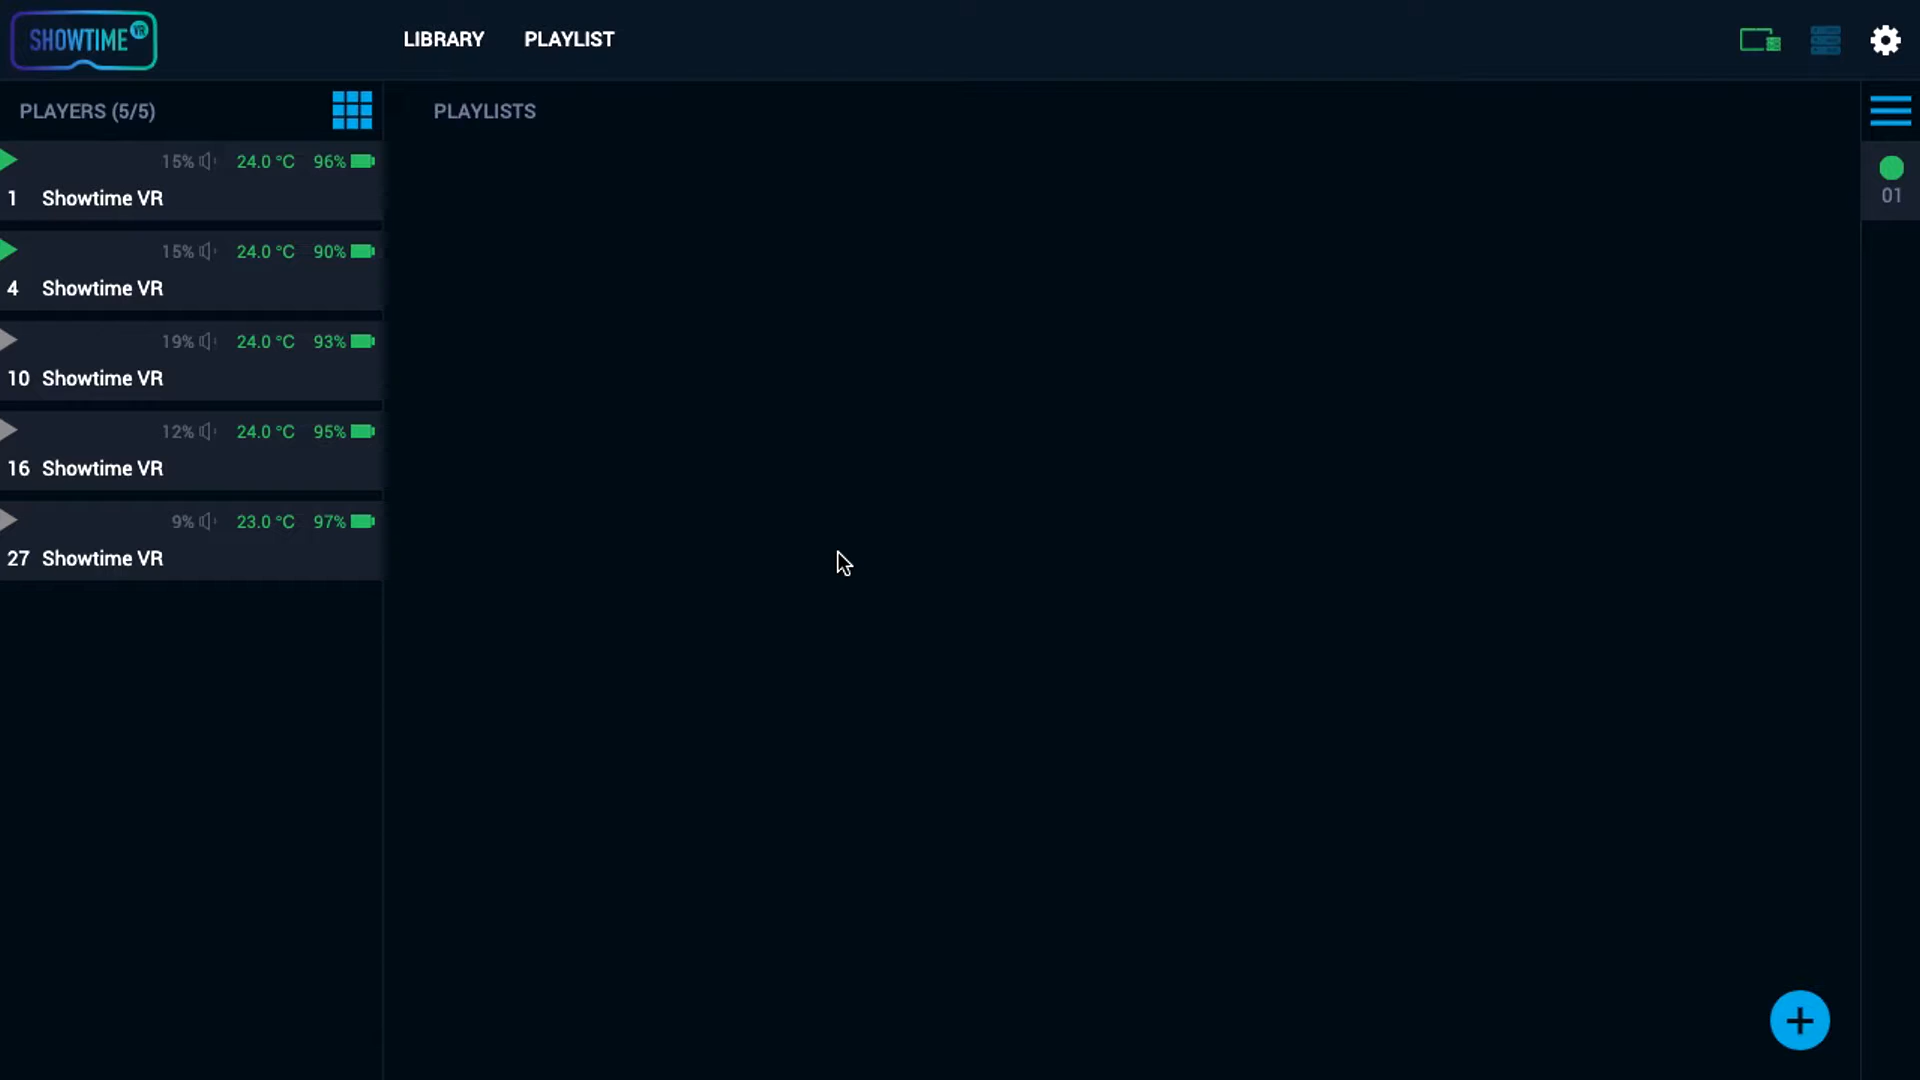 SHOWTIME VR
LIBRARY PLAYLIST
PLAYERS (5/5)
PLAYLISTS
15% 24.0 °C 96%
1 Showtime VR
15% 24.0 °C 90%
4 Showtime VR
19% 24.0 °C 93%
10 Showtime VR
12% 24.0 °C 95%
16 Showtime VR
9% 23.0 °C 97%
27 Showtime VR
01